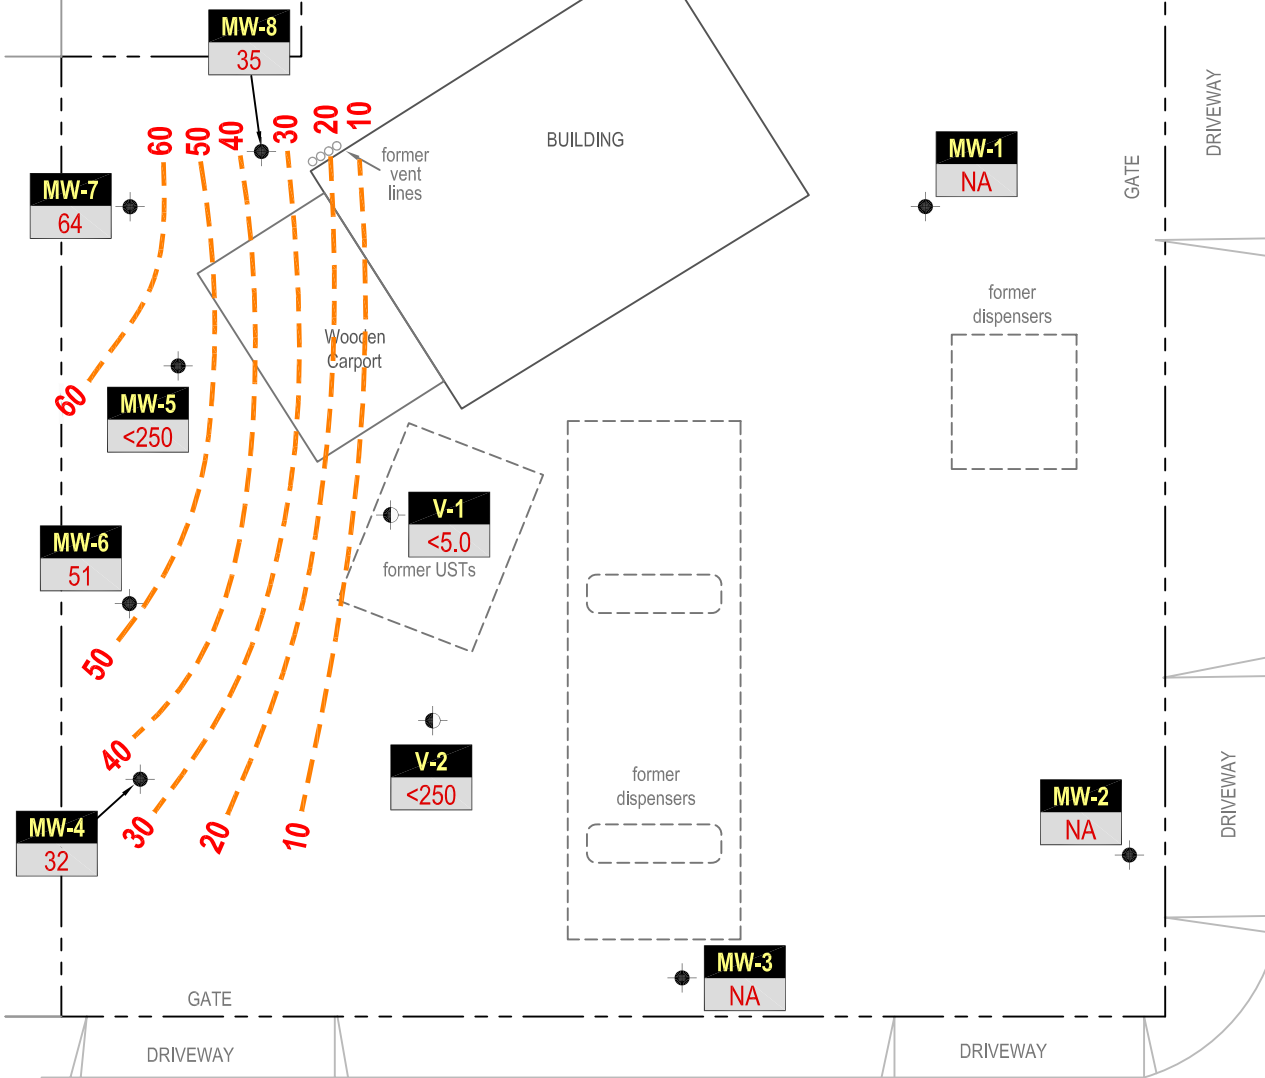 MW-8
35
60
50
40
30
20
10
former
vent
lines
BUILDING
MW-1
NA
GATE
DRIVEWAY
MW-7
64
former
dispensers
Wooden
Carport
60
MW-5
<250
V-1
<5.0
former USTs
MW-6
51
50
40
V-2
<250
former
dispensers
MW-2
NA
DRIVEWAY
MW-4
32
30
20
10
MW-3
NA
GATE
DRIVEWAY
DRIVEWAY